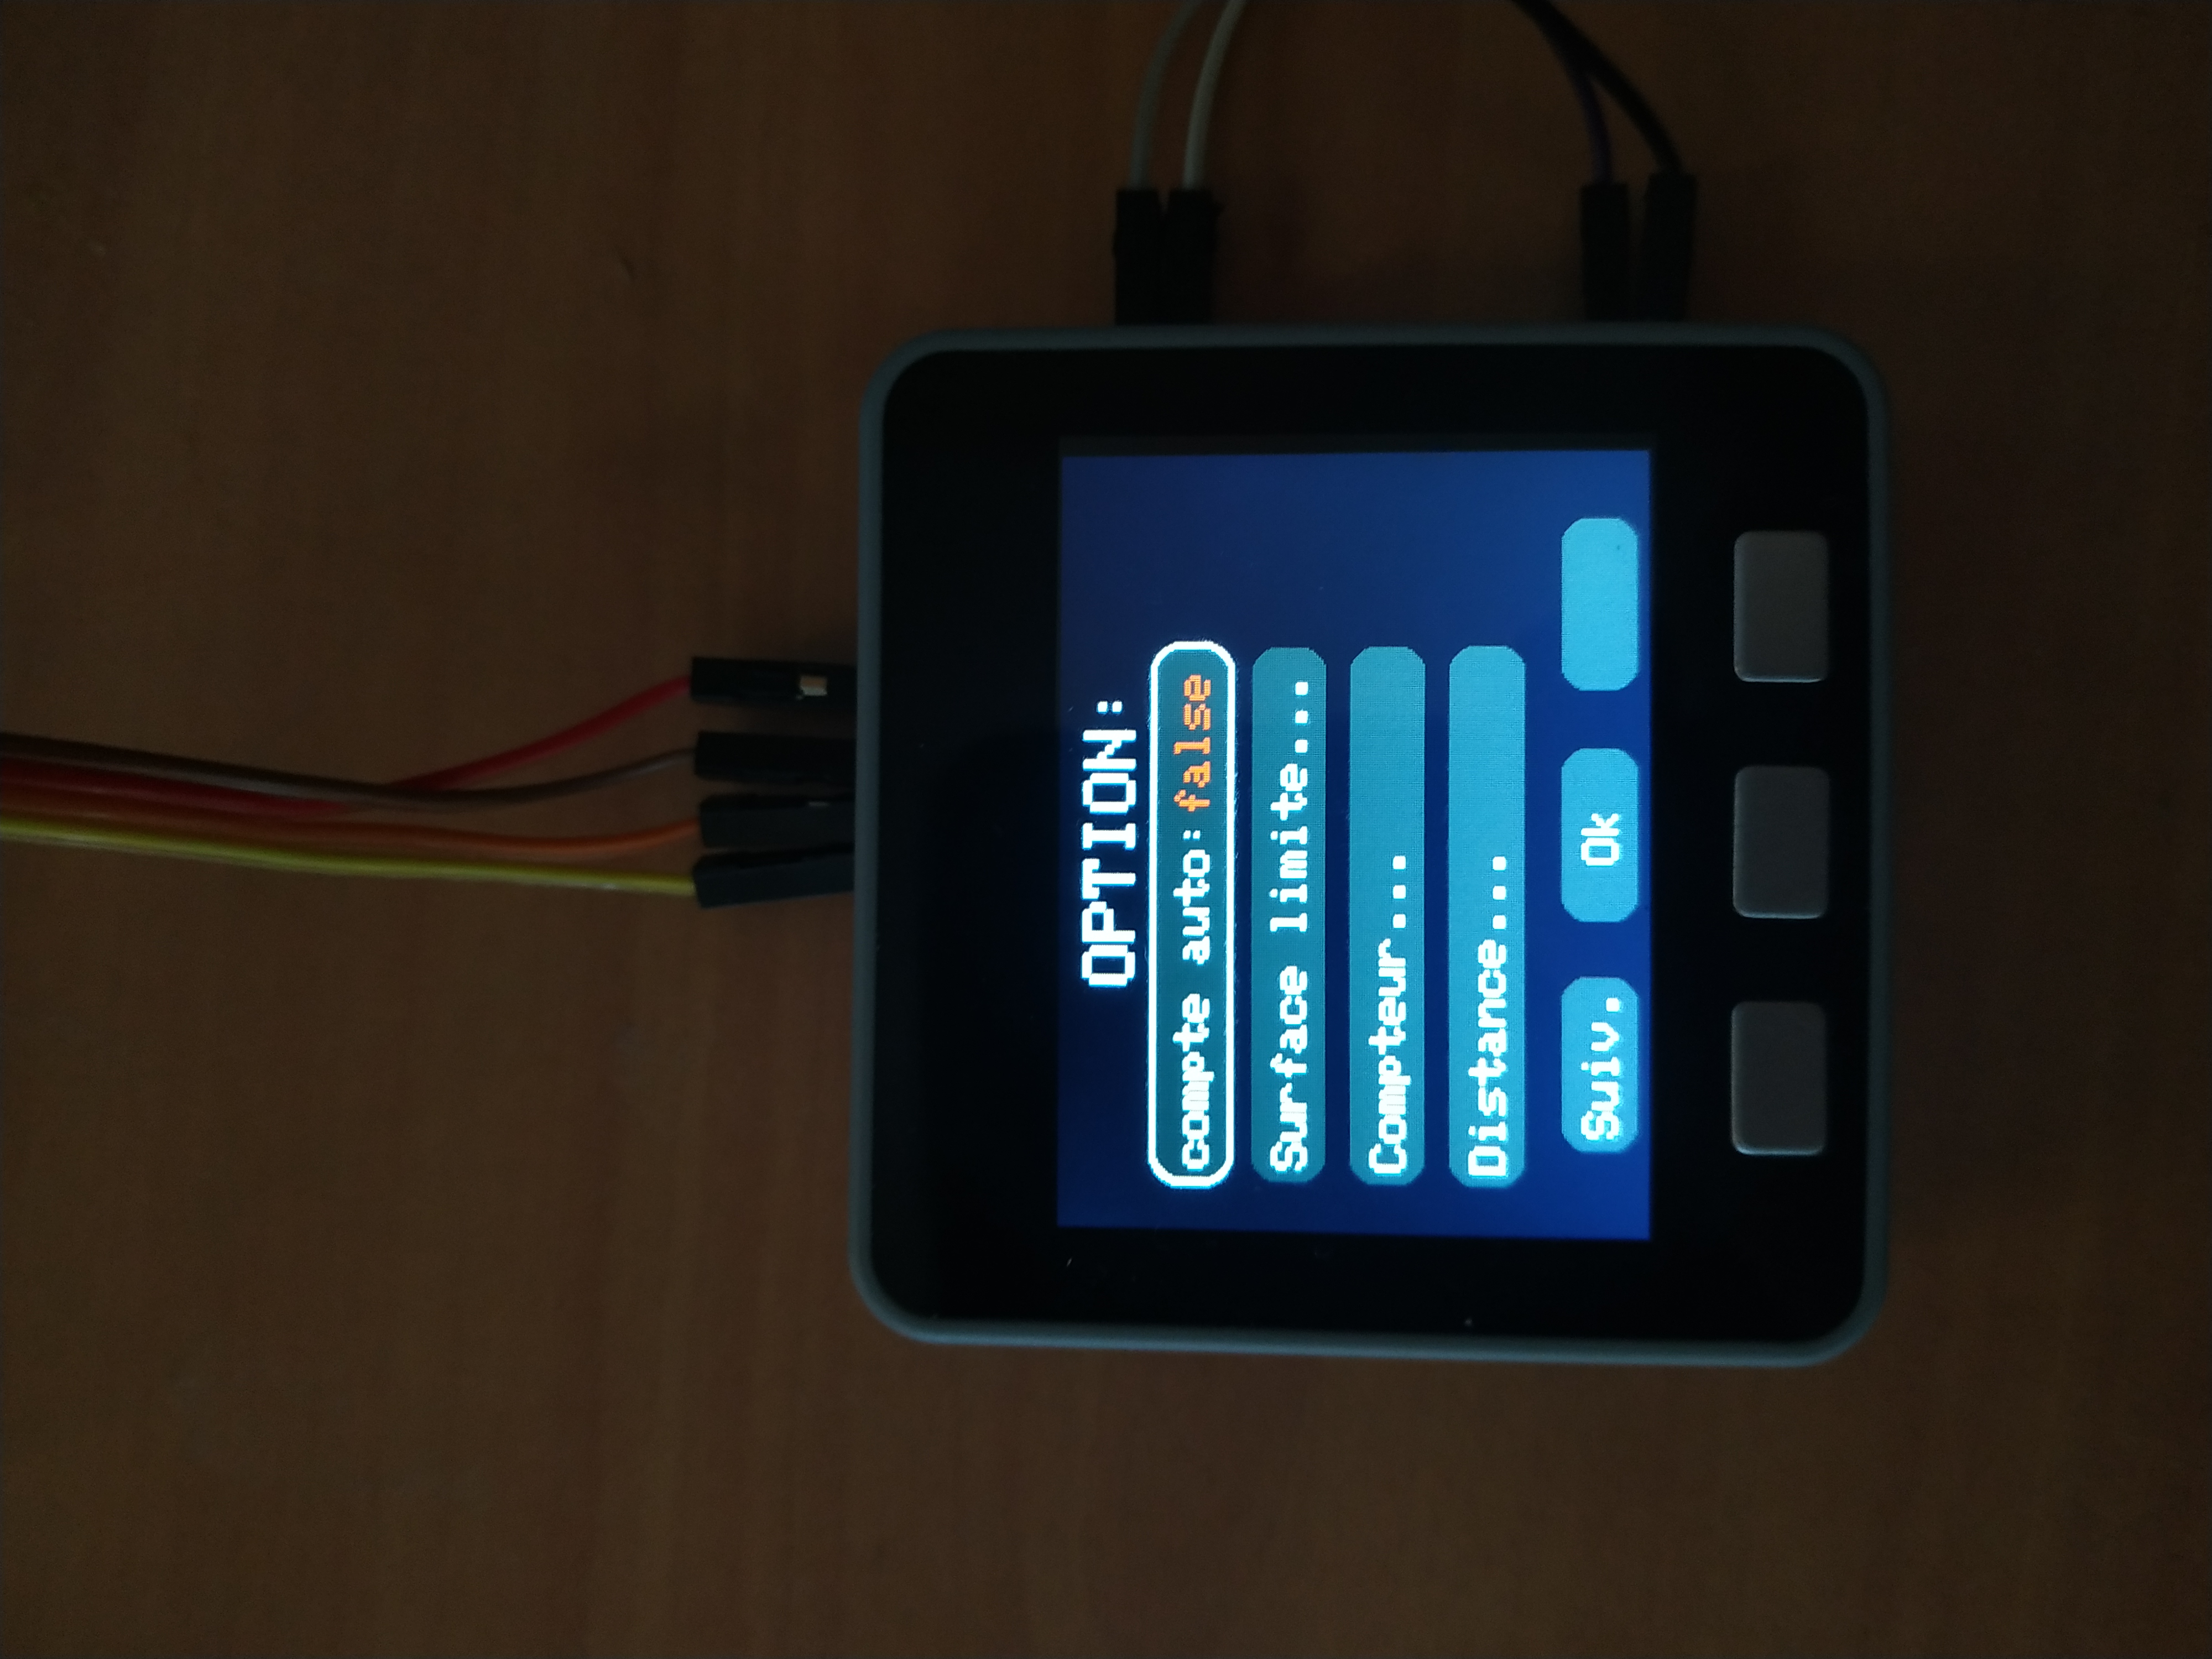 OPTION:
compte auto:false
Surface limite...
Compteur...
Distance...
Suiv. Ok